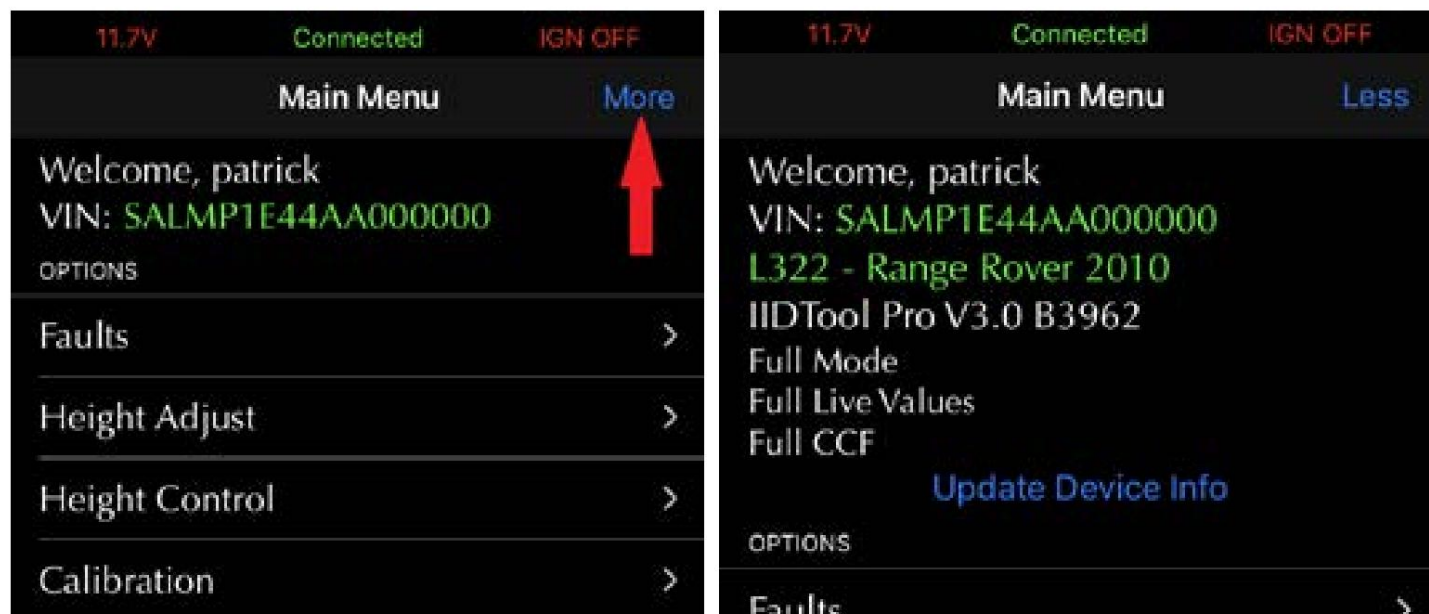 11.7V Connected IGN OFF
Main Menu More
Welcome, patrick
VIN: SALMP1E44AA000000
OPTIONS
Faults
Height Adjust
Height Control
Calibration
11.7V Connected IGN OFF
Main Menu Less
Welcome, patrick
VIN: SALMP1E44AA000000
L322 - Range Rover 2010
IIDTool Pro V3.0 B3962
Full Mode
Full Live Values
Full CCF
Update Device Info
OPTIONS
Faults